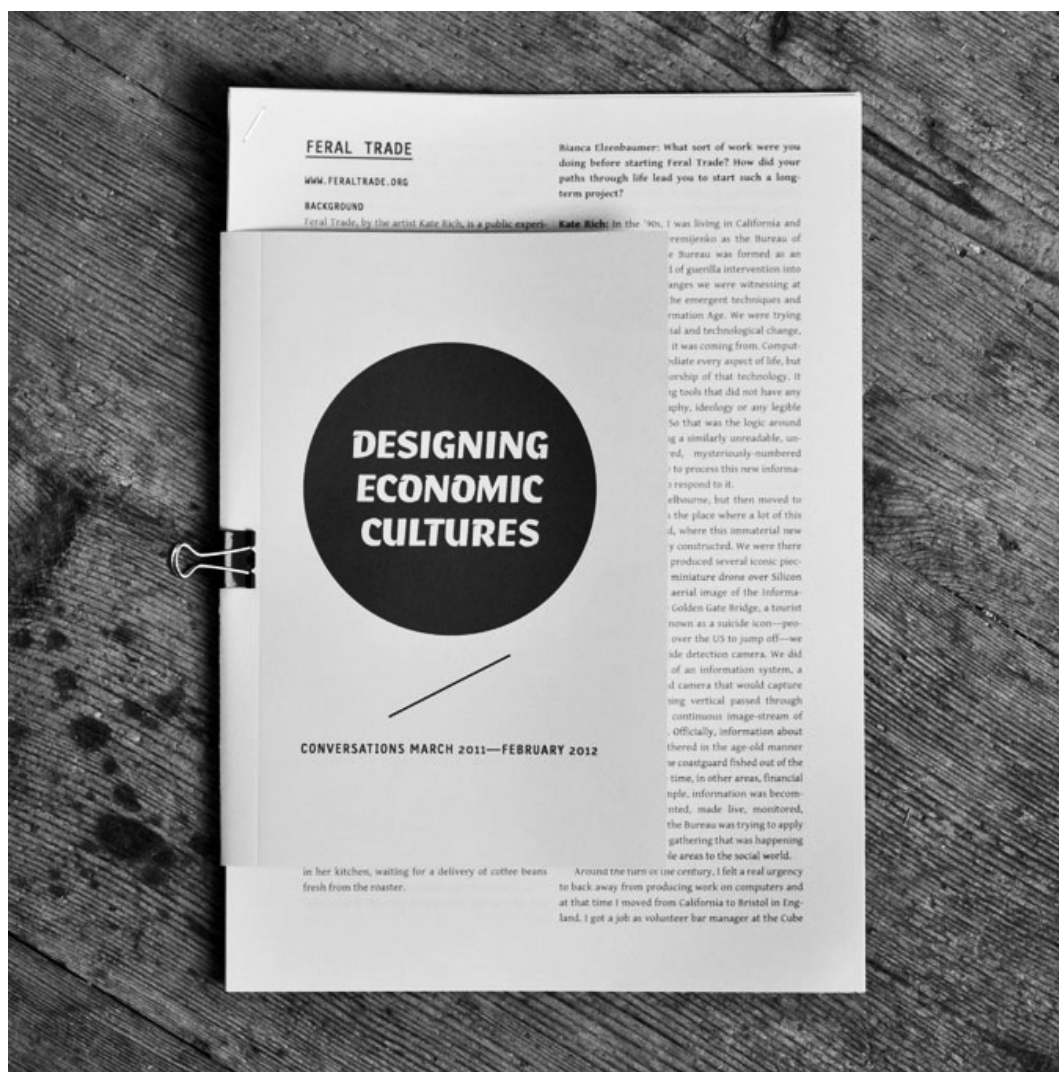 FERAL TRADE
WWW.FERALTRADE.ORG
BACKGROUND
Feral Trade, by the artist Kate Rich, is a public experi-
in her kitchen, waiting for a delivery of coffee beans
fresh from the roaster.
Bianca Elzenbaumer: What sort of work were you
doing before starting Feral Trade? How did your
paths through life lead you to start such a long-
term project?
Kate Rich: In the '90s, I was living in California and
remijenko as the Bureau of
Bureau was formed as an
of guerilla intervention into
anges we were witnessing at
he emergent techniques and
rmation Age. We were trying
ial and technological change,
it was coming from. Comput-
ediate every aspect of life, but
orship of that technology. It
ng tools that did not have any
aphy, ideology or any legible
So that was the logic around
g a similarly unreadable, un-
red, mysteriously-numbered
to process this new informa-
respond to it.
elbourne, but then moved to
the place where a lot of this
d, where this immaterial new
y constructed. We were there
produced several iconic piec-
miniature drone over Silicon
aerial image of the Informa-
Golden Gate Bridge, a tourist
nown as a suicide icon—peo-
over the US to jump off—we
ide detection camera. We did
of an information system, a
d camera that would capture
ing vertical passed through
continuous image-stream of
. Officially, information about
thered in the age-old manner
e coastguard fished out of the
time, in other areas, financial
mple, information was becom-
nted, made live, monitored,
the Bureau was trying to apply
gathering that was happening
le areas to the social world.
Around the turn of the century, I felt a real urgency
to back away from producing work on computers and
at that time I moved from California to Bristol in Eng-
land. I got a job as volunteer bar manager at the Cube
DESIGNING
ECONOMIC
CULTURES
CONVERSATIONS MARCH 2011—FEBRUARY 2012